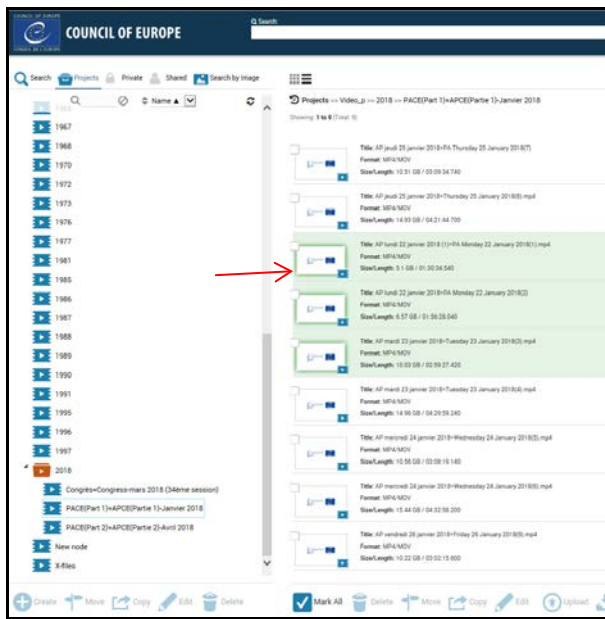 COUNCIL OF EUROPE
COUNCIL OF EUROPE
Search
Search Projects Private Shared Search by Image
Name ▲
Projects >> Video_p >> 2018 >> PACE(Part 1)=APCE(Partie 1)-Janvier 2018
Showing: 1 to 9 (Total: 9)
1967
1968
1970
1972
1973
1976
1977
1981
1985
1986
1987
1988
1989
1990
1991
1995
1996
1997
2018
Congrès=Congress-mars 2018 (34ème session)
PACE(Part 1)=APCE(Partie 1)-Janvier 2018
PACE(Part 2)=APCE(Partie 2)-Avril 2018
New node
X-files
Title: AP jeudi 25 janvier 2018=PA Thursday 25 January 2018(7)
Format: MP4/MOV
Size/Length: 10.51 GB / 03:09:34.740
Title: AP jeudi 25 janvier 2018=Thursday 25 January 2018(8).mp4
Format: MP4/MOV
Size/Length: 14.93 GB / 04:21:44.700
Title: AP lundi 22 janvier 2018 (1)=PA Monday 22 January 2018(1).mp4
Format: MP4/MOV
Size/Length: 5.1 GB / 01:30:34.540
Title: AP lundi 22 janvier 2018=PA Monday 22 January 2018(2)
Format: MP4/MOV
Size/Length: 6.57 GB / 01:56:28.040
Title: AP mardi 23 janvier 2018=Tuesday 23 January 2018(3).mp4
Format: MP4/MOV
Size/Length: 10.03 GB / 02:59:27.420
Title: AP mardi 23 janvier 2018=Tuesday 23 January 2018(4).mp4
Format: MP4/MOV
Size/Length: 14.96 GB / 04:29:59.240
Title: AP mercredi 24 janvier 2018=Wednesday 24 January 2018(5).mp4
Format: MP4/MOV
Size/Length: 10.56 GB / 03:08:19.140
Title: AP mercredi 24 janvier 2018=Wednesday 24 January 2018(6).mp4
Format: MP4/MOV
Size/Length: 15.44 GB / 04:32:58.200
Title: AP vendredi 26 janvier 2018=Friday 26 January 2018(9).mp4
Format: MP4/MOV
Size/Length: 10.22 GB / 03:02:15.600
Create Move Copy Edit Delete
Mark All Delete Move Copy Edit Upload